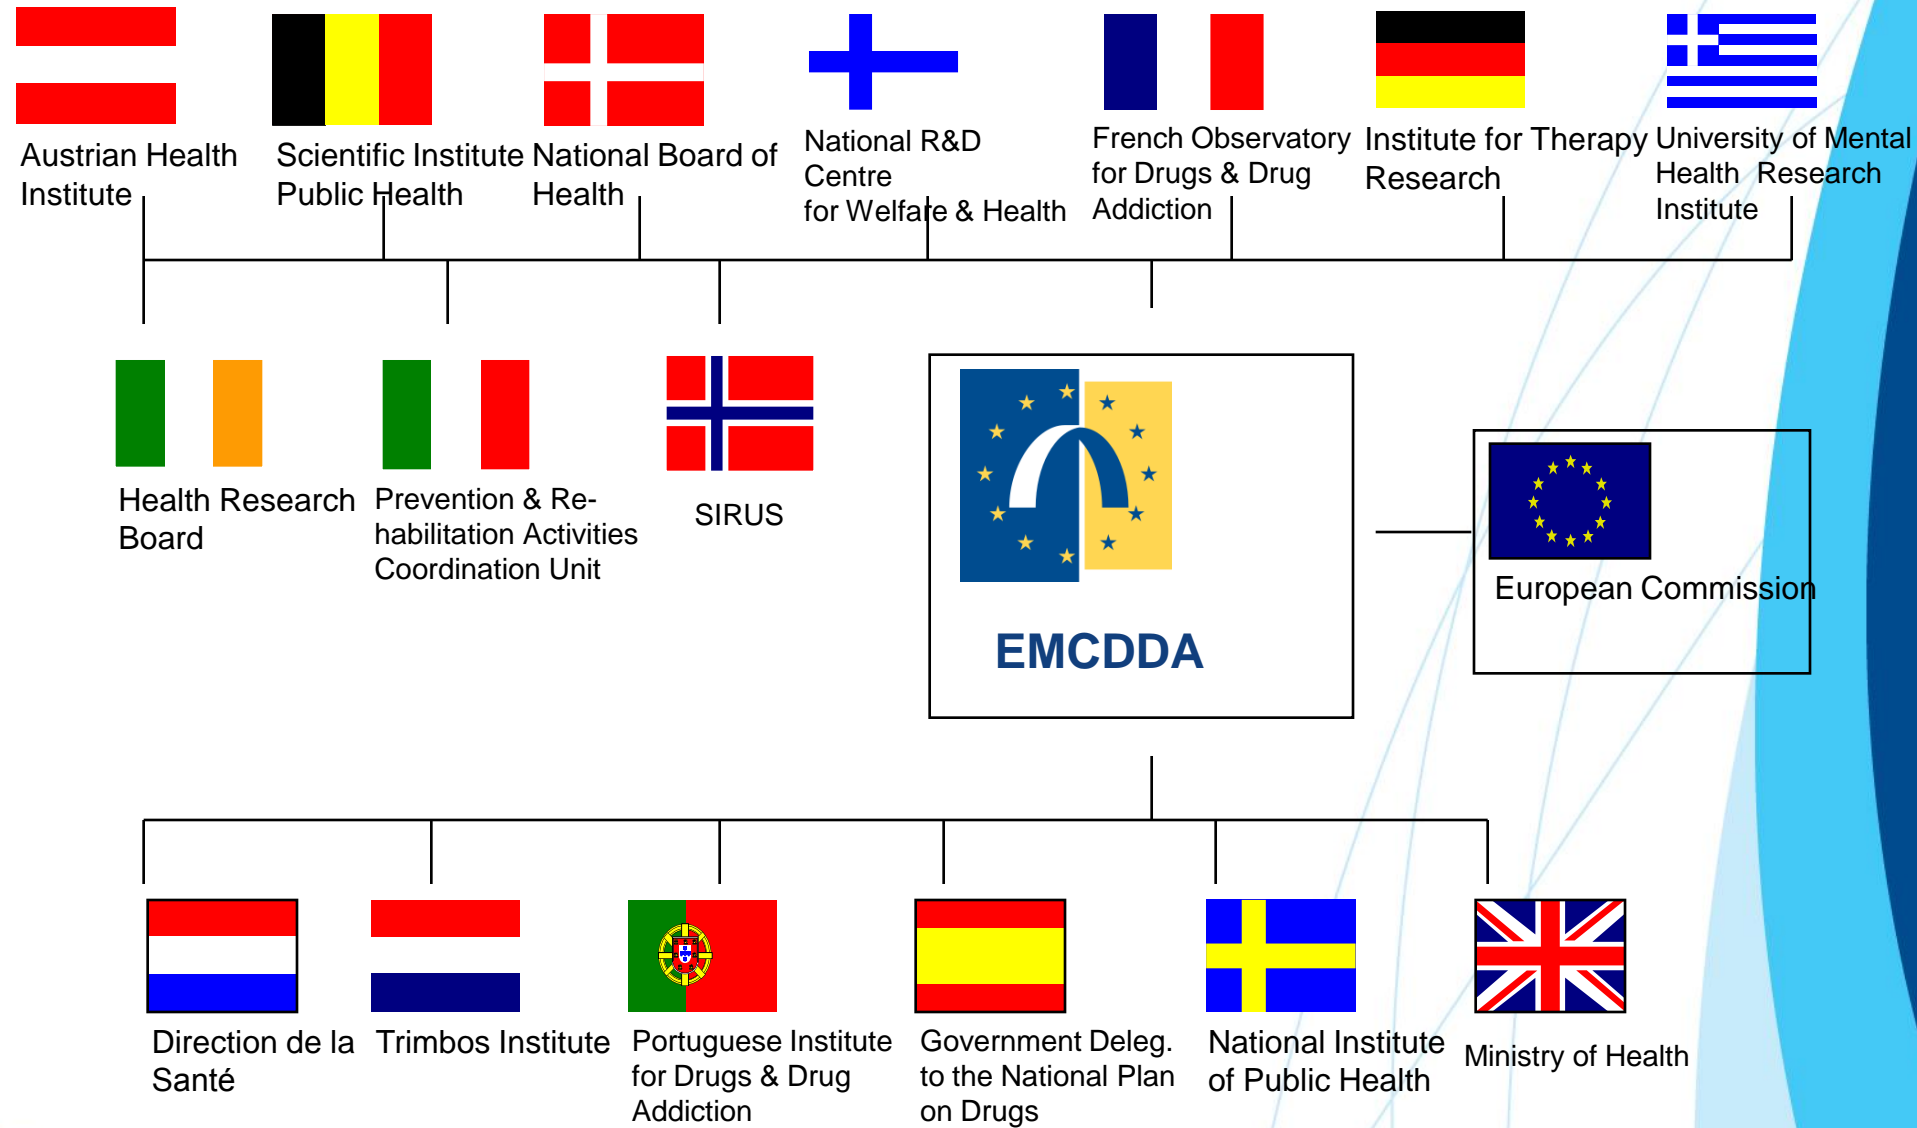 Austrian Health
Institute
Scientific Institute
Public Health
National Board of
Health
National R&D
Centre
for Welfare & Health
French Observatory
for Drugs & Drug
Addiction
Institute for Therapy
Research
University of Mental
Health Research
Institute
Health Research
Board
Prevention & Re-
habilitation Activities
Coordination Unit
SIRUS
EMCDDA
European Commission
Direction de la
Santé
Trimbos Institute
Portuguese Institute
for Drugs & Drug
Addiction
Government Deleg.
to the National Plan
on Drugs
National Institute
of Public Health
Ministry of Health